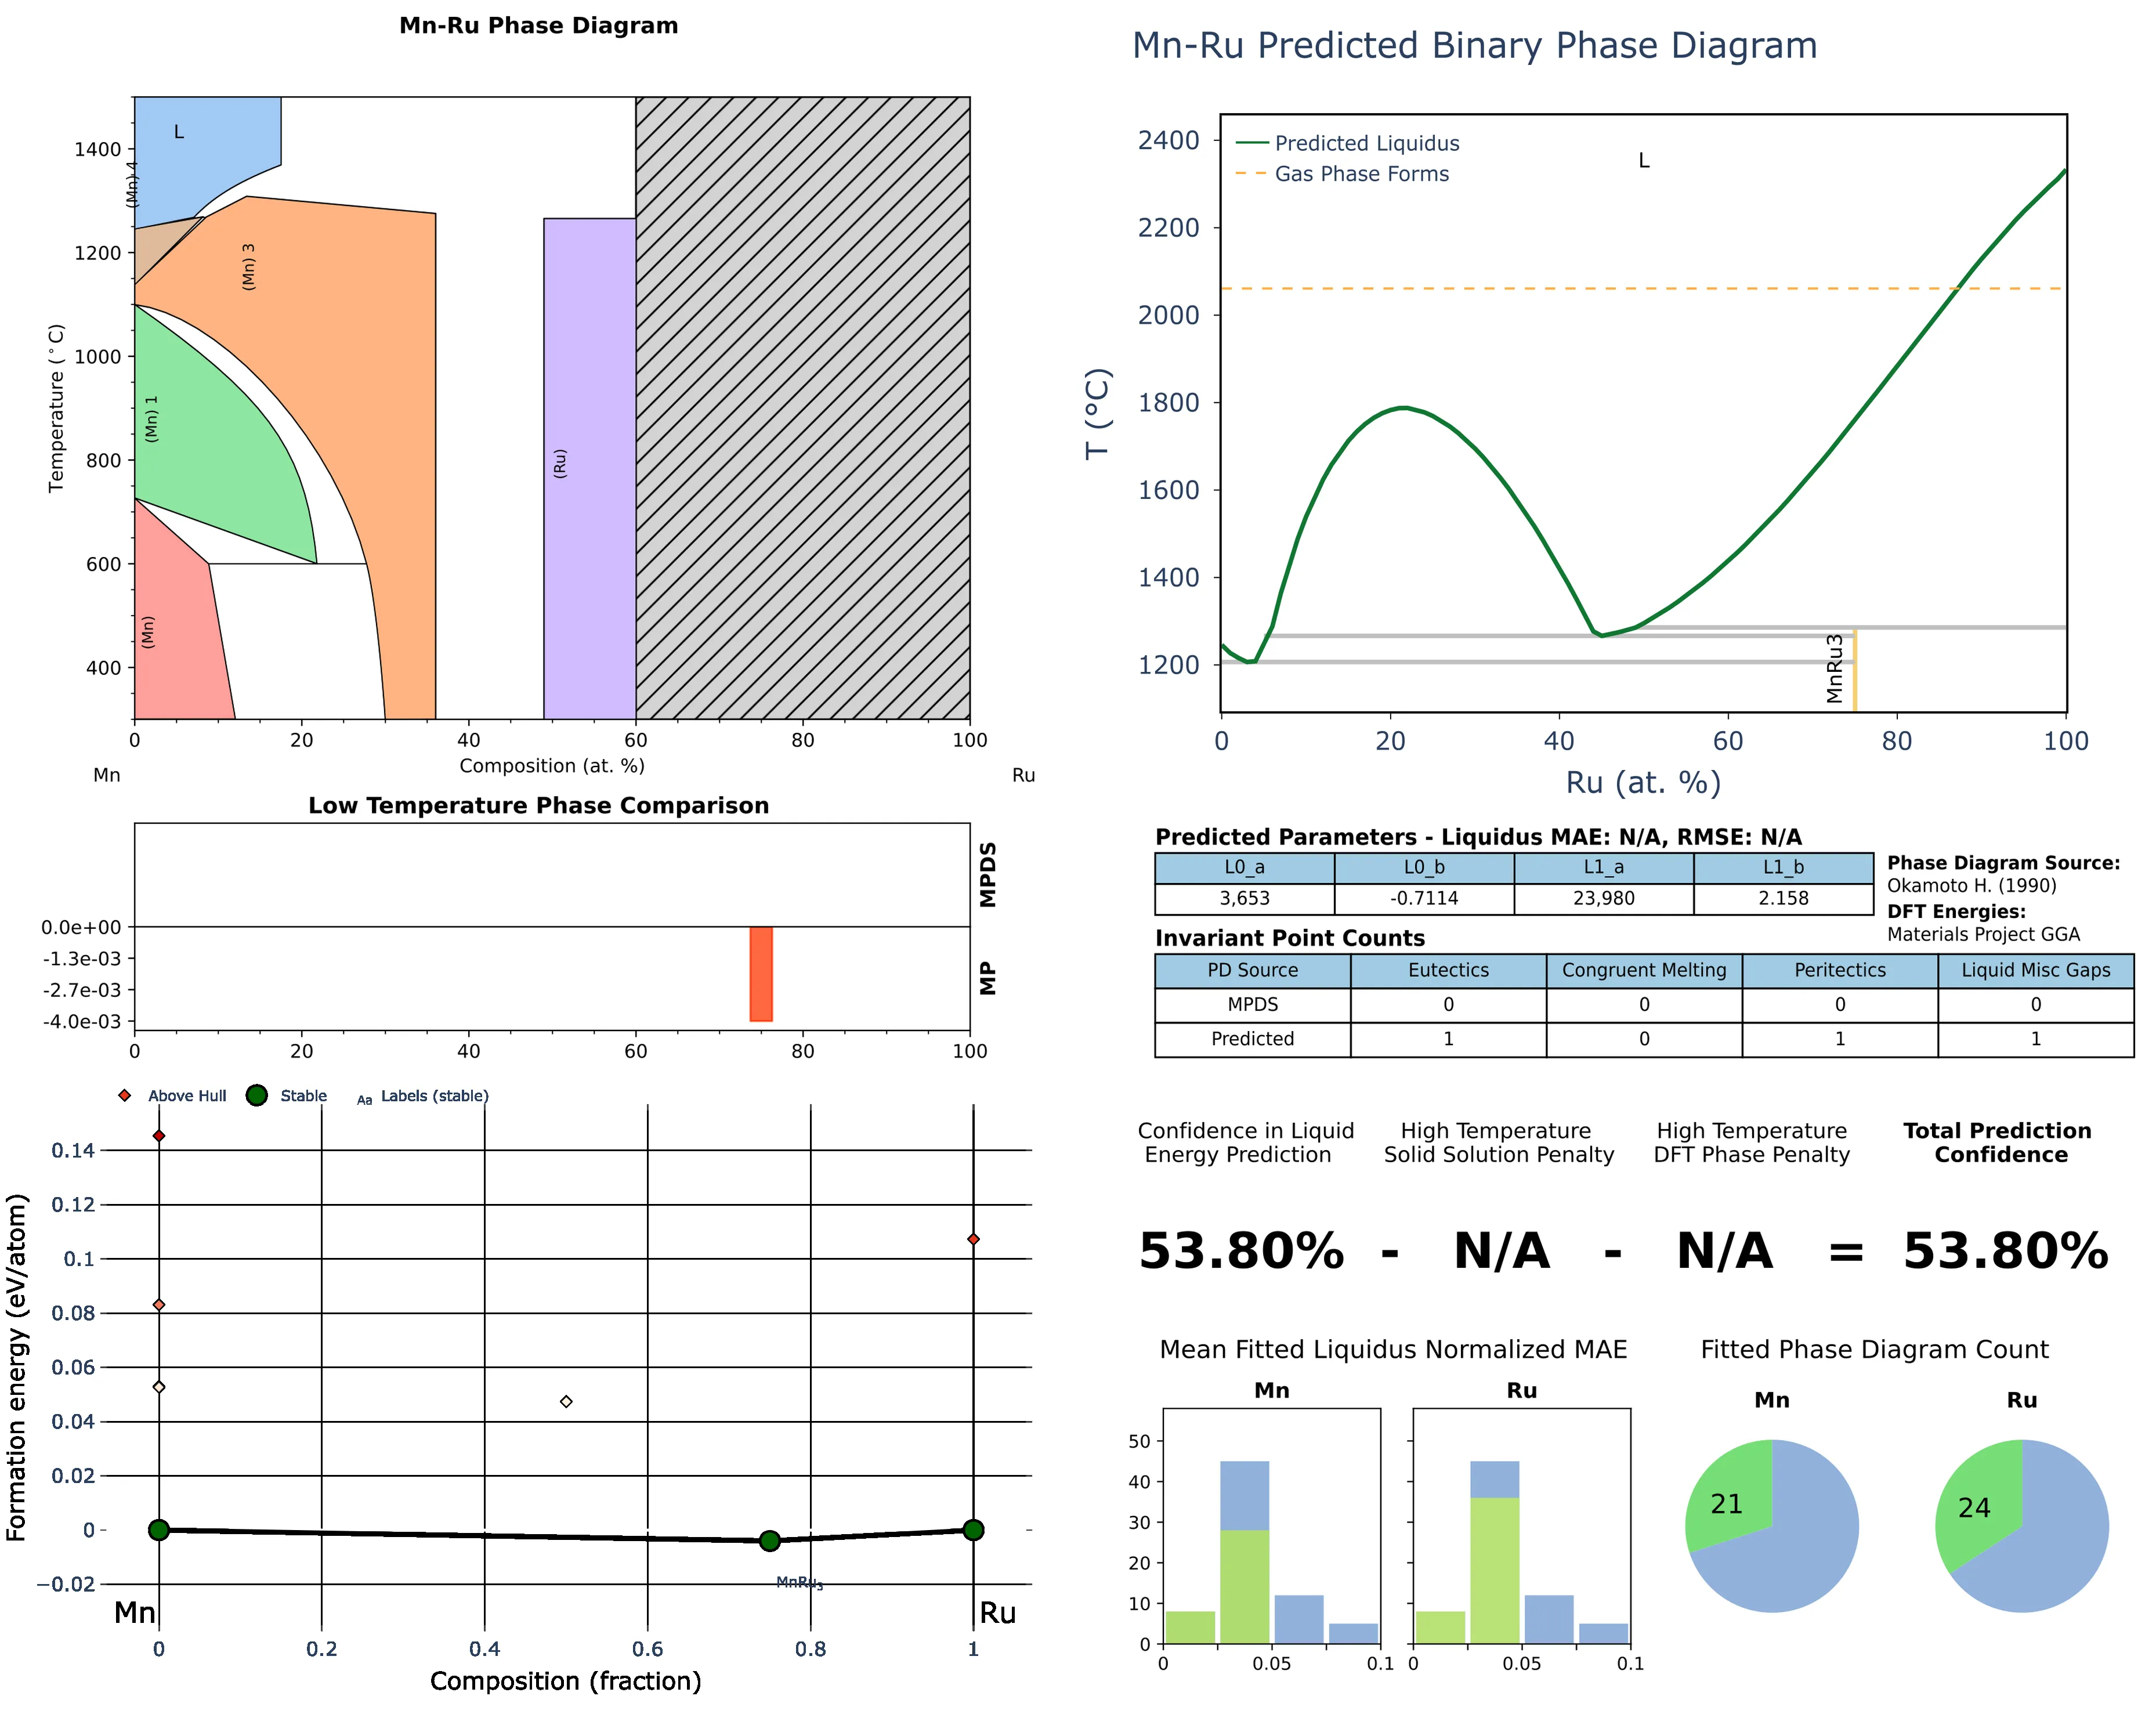 Mn-Ru Phase Diagram
1400
1200
1000
800
600
400
Temperature (°C)
L
(Mn) 4
(Mn) 3
(Mn) 1
(Mn)
(Ru)
0 20 40 60 80 100
Mn Composition (at. %) Ru
Low Temperature Phase Comparison
0.0e+00
-1.3e-03
-2.7e-03
-4.0e-03
MPDS
MP
0 20 40 60 80 100
Above Hull Stable Aa Labels (stable)
0.14
0.12
0.1
0.08
0.06
0.04
0.02
0
−0.02
Formation energy (eV/atom)
MnRu3
Mn Ru
0 0.2 0.4 0.6 0.8 1
Composition (fraction)
Mn-Ru Predicted Binary Phase Diagram
Predicted Liquidus
Gas Phase Forms
L
2400
2200
2000
1800
1600
1400
1200
T (°C)
MnRu3
0 20 40 60 80 100
Ru (at. %)
Predicted Parameters - Liquidus MAE: N/A, RMSE: N/A
L0_a L0_b L1_a L1_b
3,653 -0.7114 23,980 2.158
Phase Diagram Source:
Okamoto H. (1990)
DFT Energies:
Materials Project GGA
Invariant Point Counts
PD Source Eutectics Congruent Melting Peritectics Liquid Misc Gaps
MPDS 0 0 0 0
Predicted 1 0 1 1
Confidence in Liquid
Energy Prediction
High Temperature
Solid Solution Penalty
High Temperature
DFT Phase Penalty
Total Prediction
Confidence
53.80% - N/A - N/A = 53.80%
Mean Fitted Liquidus Normalized MAE
Mn Ru
50
40
30
20
10
0
0 0.05 0.1 0 0.05 0.1
Fitted Phase Diagram Count
Mn Ru
21 24